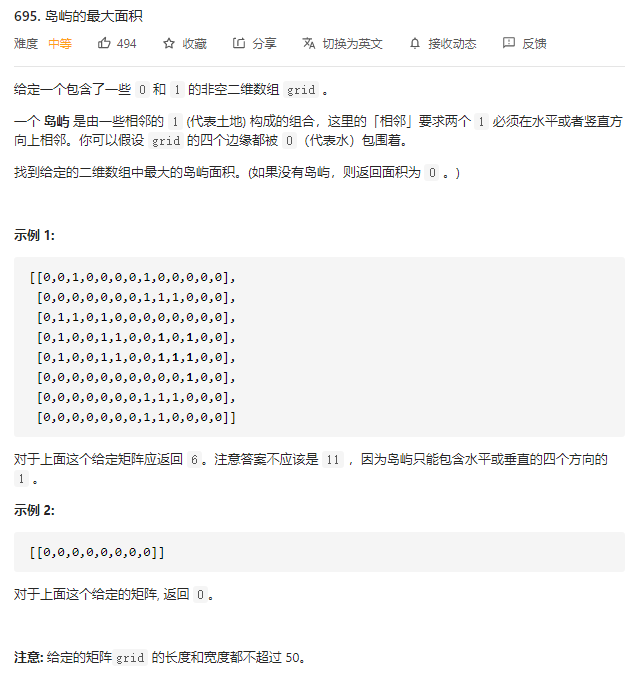 695. 岛屿的最大面积
难度 中等 494 收藏 分享 切换为英文 接收动态 反馈
给定一个包含了一些 0 和 1 的非空二维数组 grid 。
一个 岛屿 是由一些相邻的 1 (代表土地) 构成的组合，这里的「相邻」要求两个 1 必须在水平或者竖直方
向上相邻。你可以假设 grid 的四个边缘都被 0（代表水）包围着。
找到给定的二维数组中最大的岛屿面积。(如果没有岛屿，则返回面积为 0 。)
示例 1:
[[0,0,1,0,0,0,0,1,0,0,0,0,0],
[0,0,0,0,0,0,0,1,1,1,0,0,0],
[0,1,1,0,1,0,0,0,0,0,0,0,0],
[0,1,0,0,1,1,0,0,1,0,1,0,0],
[0,1,0,0,1,1,0,0,1,1,1,0,0],
[0,0,0,0,0,0,0,0,0,0,1,0,0],
[0,0,0,0,0,0,0,1,1,1,0,0,0],
[0,0,0,0,0,0,0,1,1,0,0,0,0]]
对于上面这个给定矩阵应返回 6。注意答案不应该是 11 ，因为岛屿只能包含水平或垂直的四个方向的
1 。
示例 2:
[[0,0,0,0,0,0,0,0]]
对于上面这个给定的矩阵, 返回 0。
注意: 给定的矩阵grid 的长度和宽度都不超过 50。